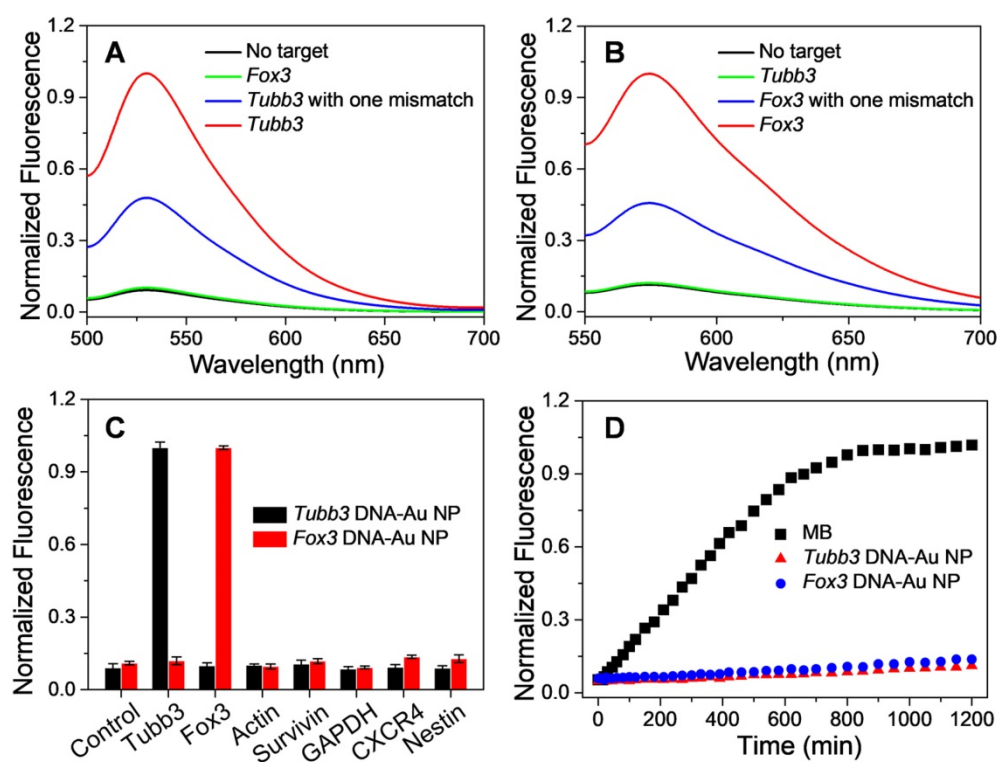 A
No target
Fox3
Tubb3 with one mismatch
Tubb3
Normalized Fluorescence
1.2
0.9
0.6
0.3
0.0
500 550 600 650 700
Wavelength (nm)
B
No target
Tubb3
Fox3 with one mismatch
Fox3
Normalized Fluorescence
1.2
0.9
0.6
0.3
0.0
550 600 650 700
Wavelength (nm)
C
Tubb3 DNA-Au NP
Fox3 DNA-Au NP
Normalized Fluorescence
1.2
0.9
0.6
0.3
0.0
Control
Tubb3
Fox3
Actin
Survivin
GAPDH
CXCR4
Nestin
D
MB
Tubb3 DNA-Au NP
Fox3 DNA-Au NP
Normalized Fluorescence
1.2
0.9
0.6
0.3
0.0
0 200 400 600 800 1000 1200
Time (min)